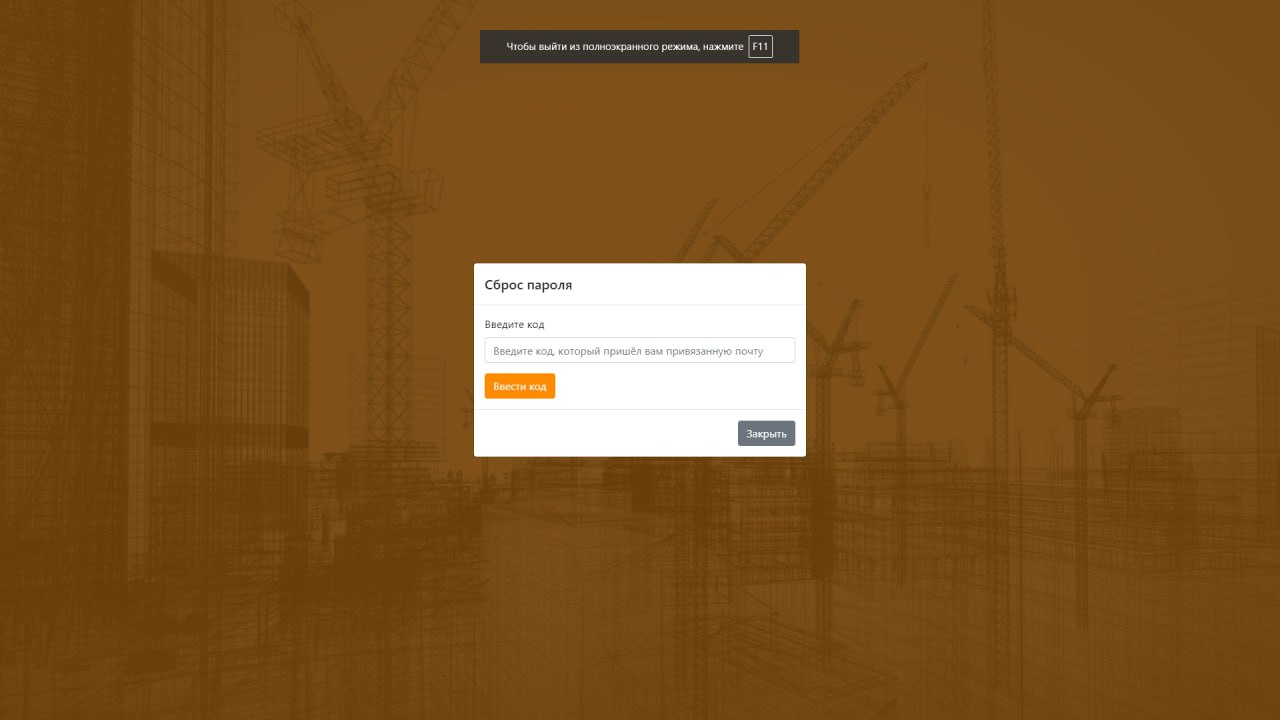 Чтобы выйти из полноэкранного режима, нажмите F11
Сброс пароля
Введите код
Введите код, который пришёл вам привязанную почту
Ввести код
Закрыть